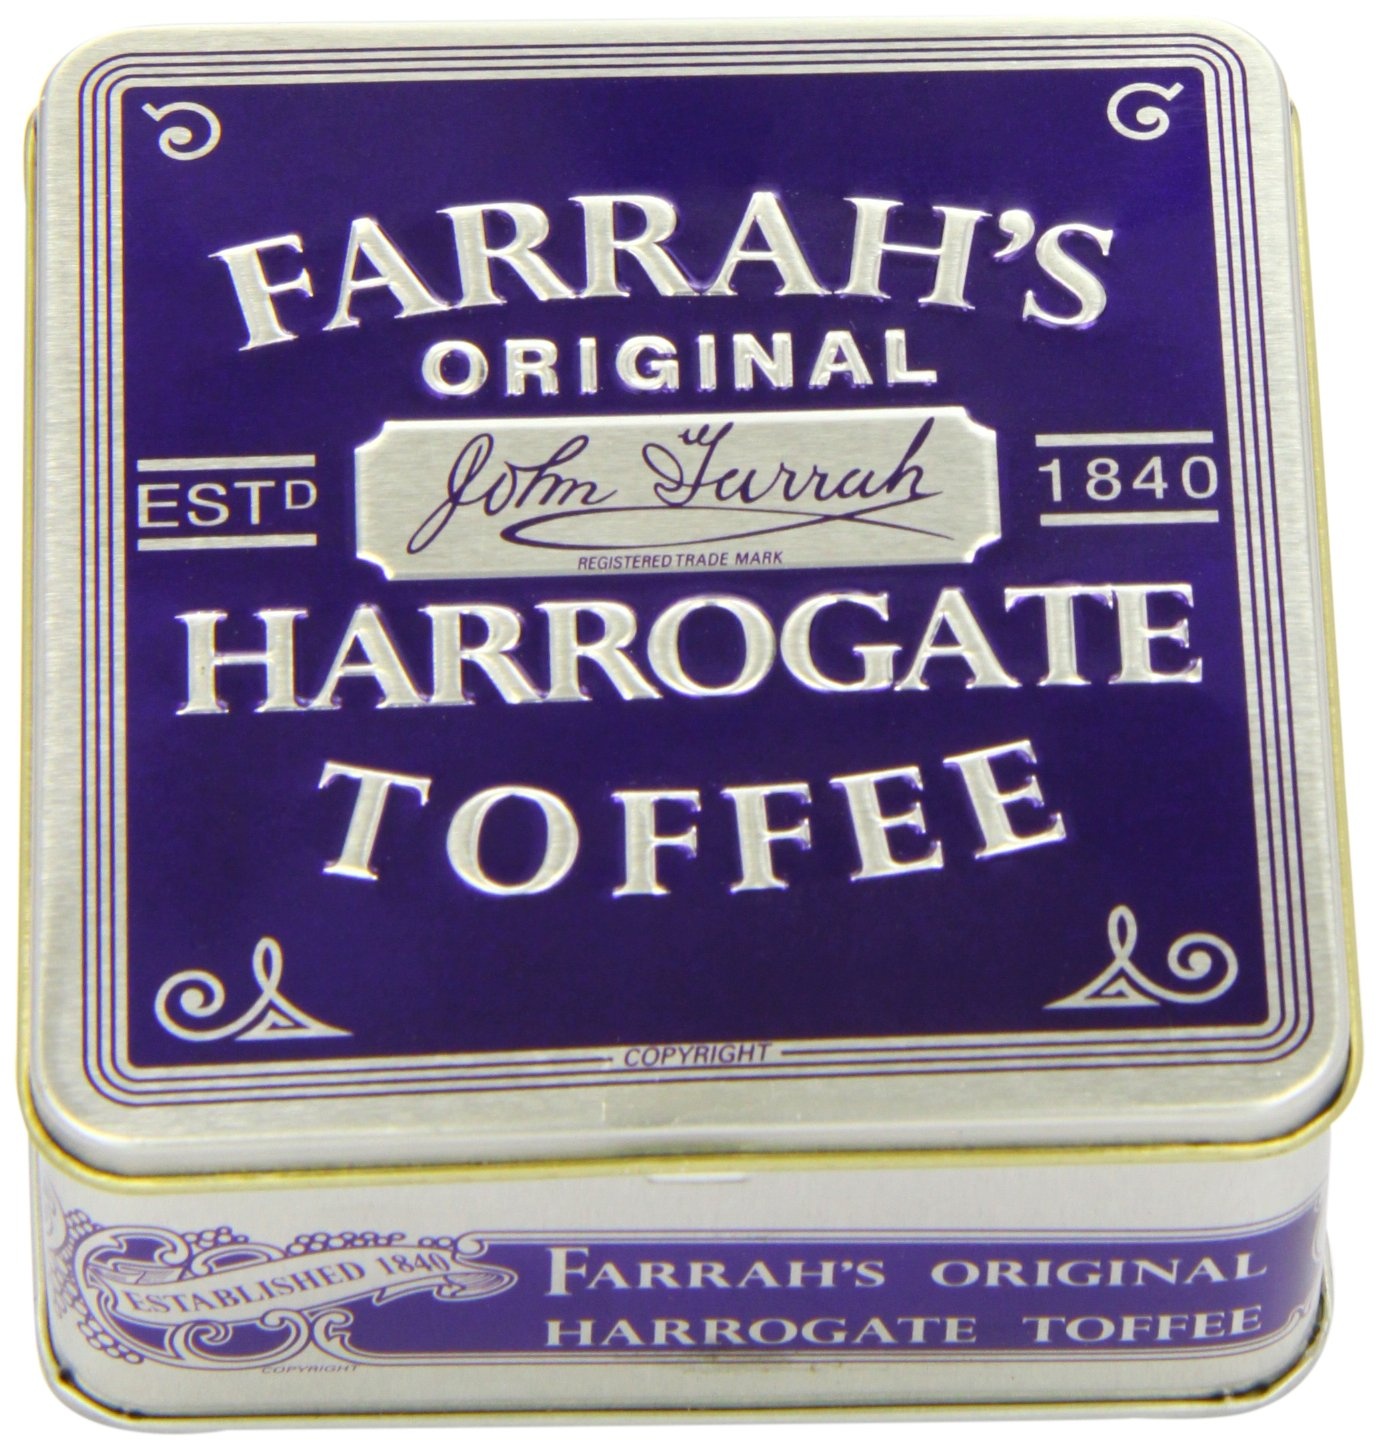 FARRAH'S
ORIGINAL
ESTD
John Farrah
1840
REGISTERED TRADE MARK
HARROGATE
TOFFEE
COPYRIGHT
ESTABLISHED 1840
FARRAH'S ORIGINAL
HARROGATE TOFFEE
COPYRIGHT